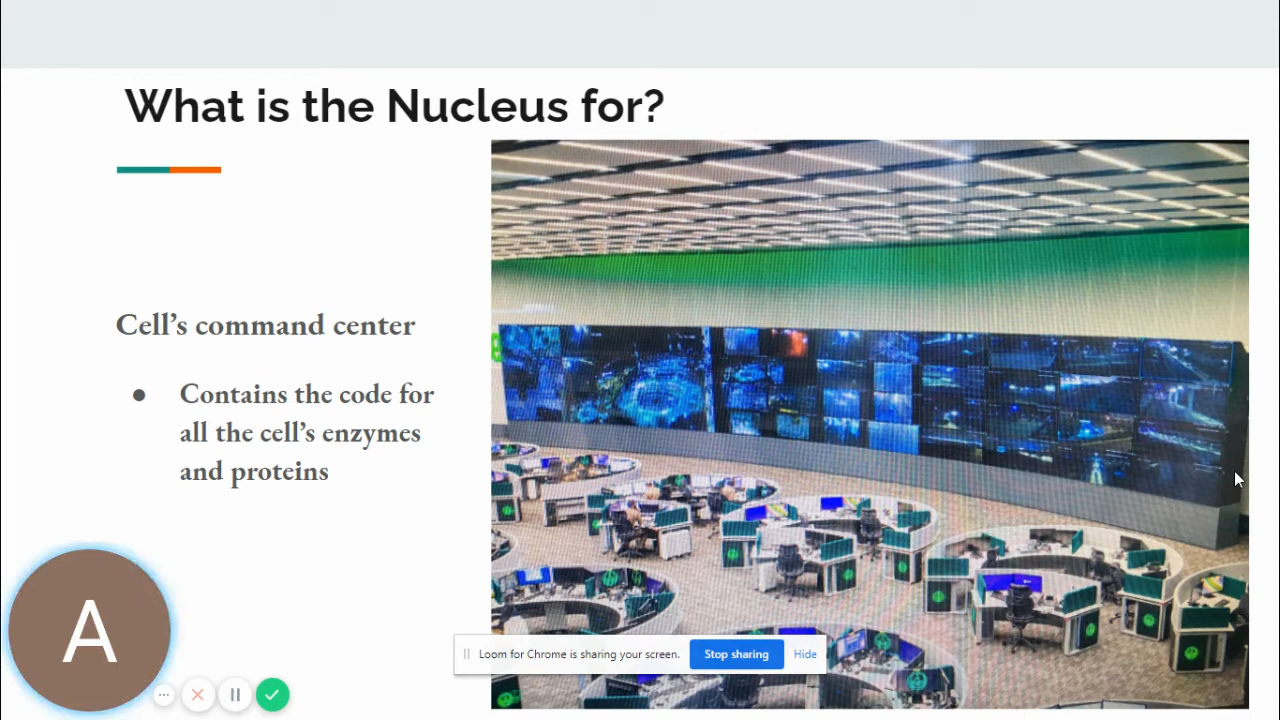 What is the Nucleus for?
Cell's command center
● Contains the code for
all the cell's enzymes
and proteins
A
Loom for Chrome is sharing your screen. Stop sharing Hide